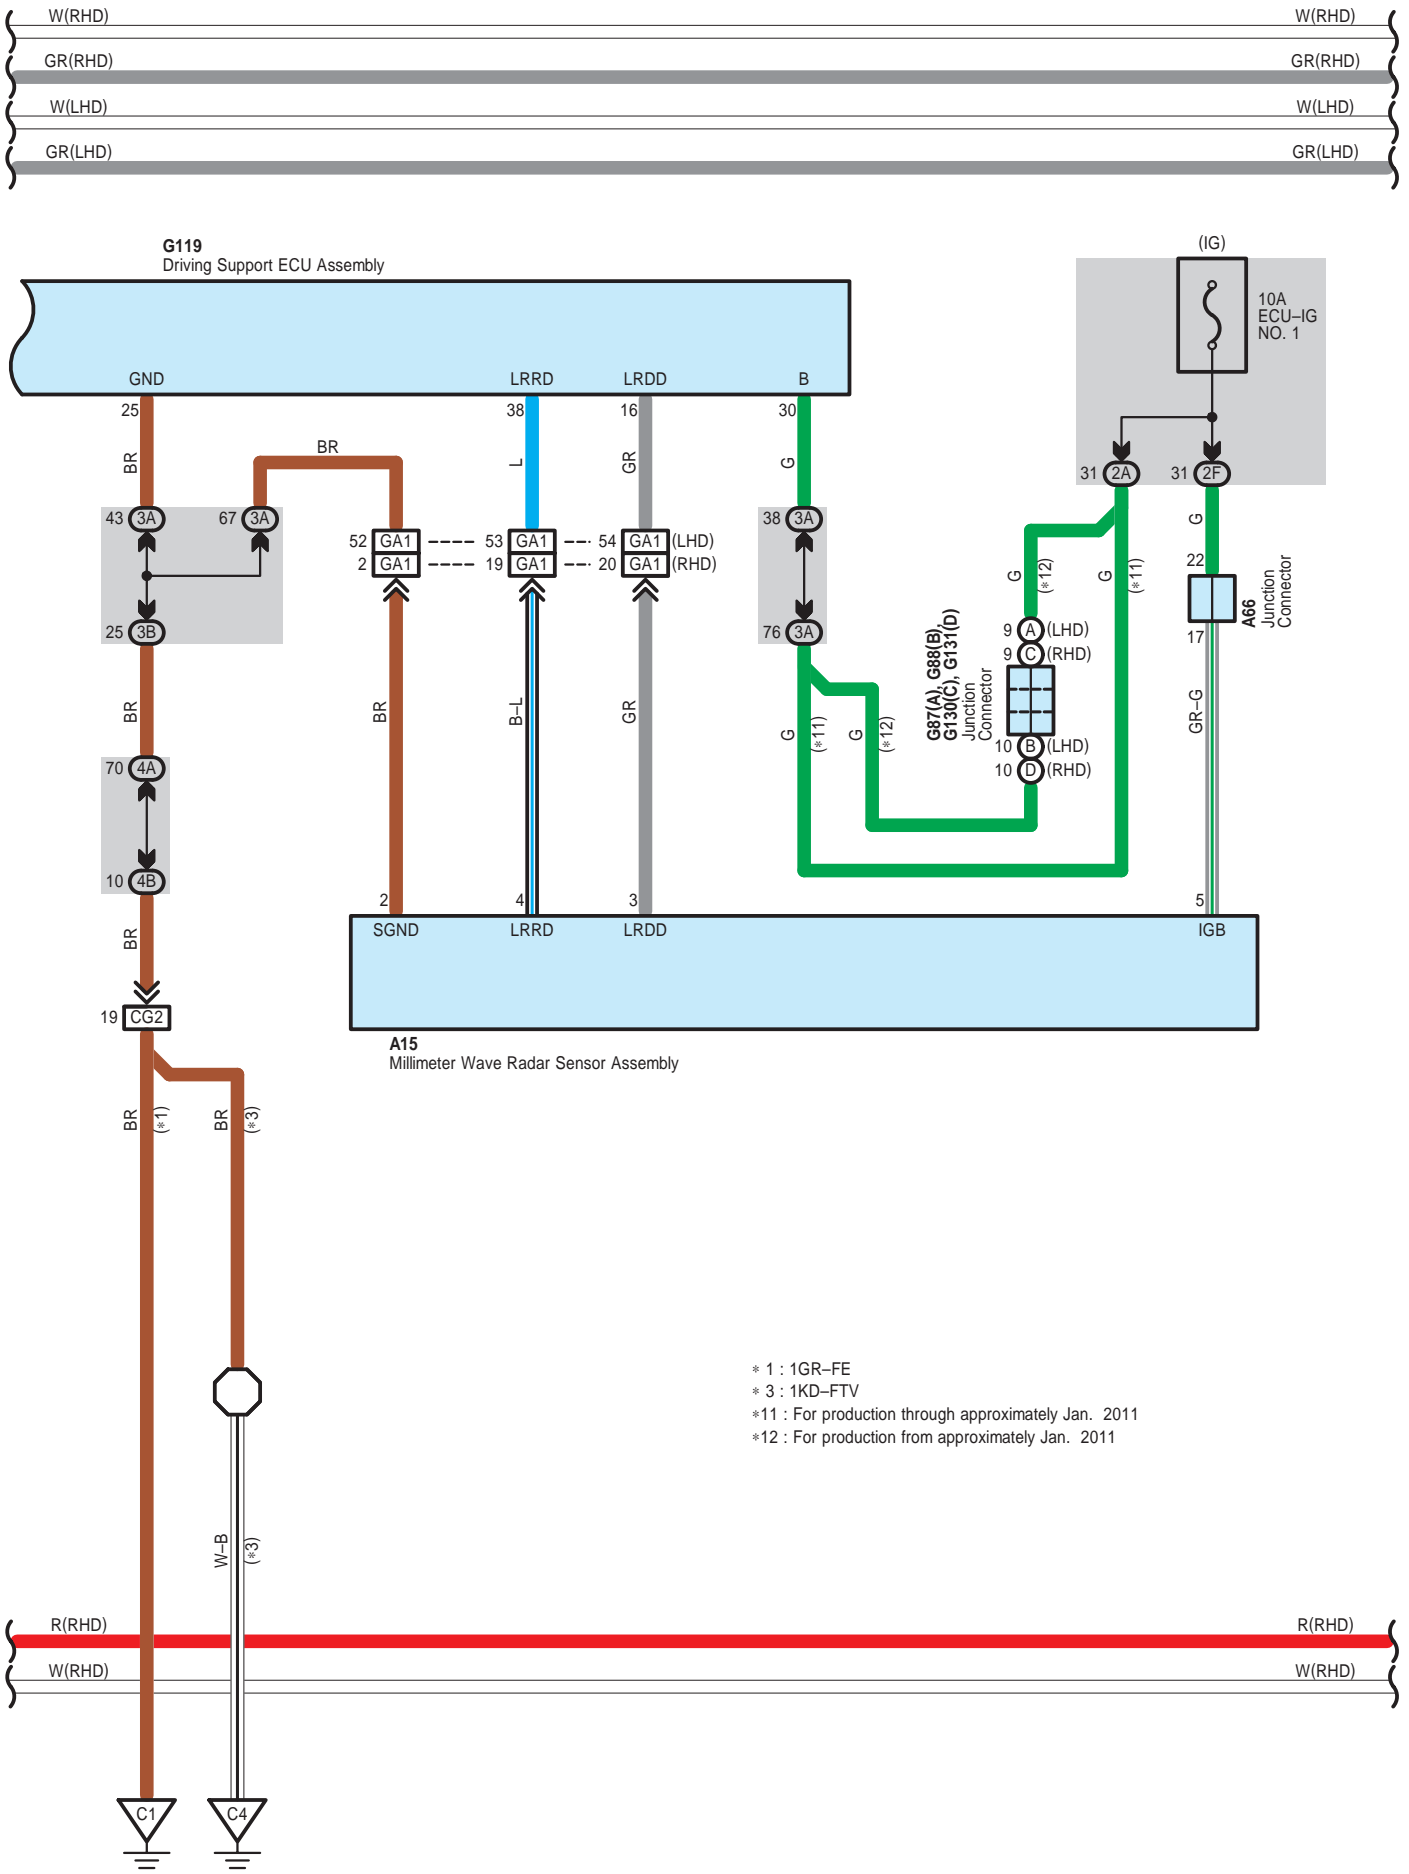 W(RHD) W(RHD)
GR(RHD) GR(RHD)
W(LHD) W(LHD)
GR(LHD) GR(LHD)
G119
Driving Support ECU Assembly
(IG)
10A
ECU–IG
NO. 1
GND LRRD LRDD B
25 38 16 30
BR L GR G
BR
31 2A 31 2F
43 3A 67 3A
38 3A
G
52 GA1 53 GA1 54 GA1 (LHD)
2 GA1 19 GA1 20 GA1 (RHD)
22
G (∗12) G (∗11)
A66
Junction
Connector
17
25 3B
76 3A
9 A (LHD)
9 C (RHD)
G87(A), G88(B),
G130(C), G131(D)
Junction
Connector
10 B (LHD)
10 D (RHD)
BR BR B–L GR G (∗11) G (∗12) GR–G
70 4A
10 4B
BR
2 4 3 5
SGND LRRD LRDD IGB
19 CG2
A15
Millimeter Wave Radar Sensor Assembly
BR (∗1) BR (∗3)
∗ 1 : 1GR–FE
∗ 3 : 1KD–FTV
∗11 : For production through approximately Jan. 2011
∗12 : For production from approximately Jan. 2011
W–B (∗3)
R(RHD) R(RHD)
W(RHD) W(RHD)
C1 C4